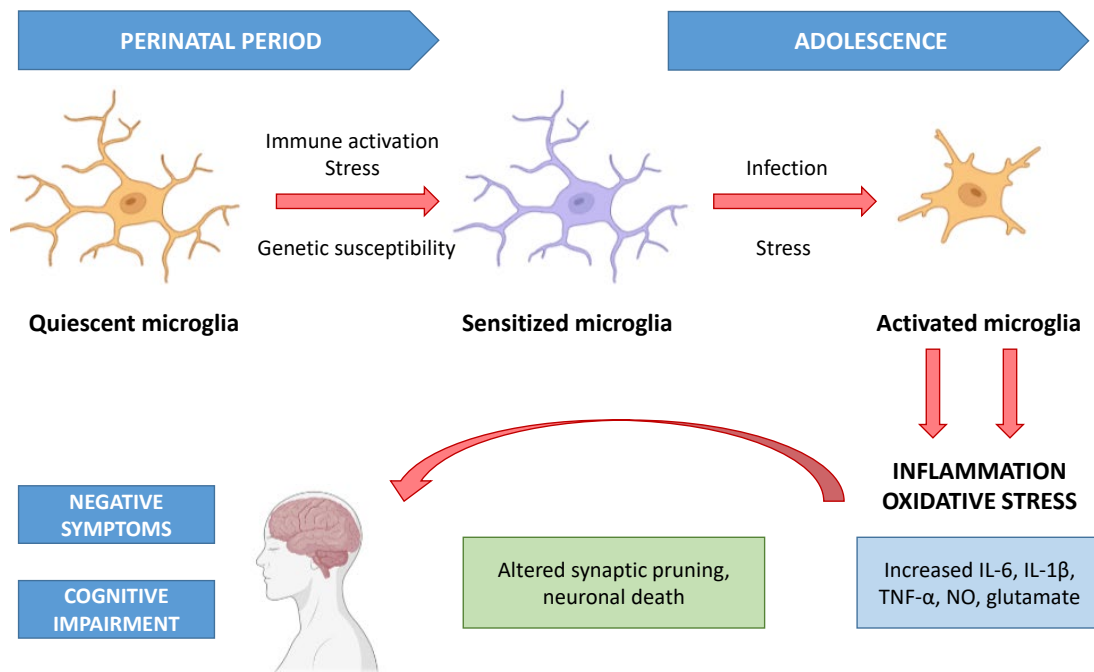 PERINATAL PERIOD
ADOLESCENCE
Immune activation
Stress
Genetic susceptibility
Infection
Stress
Quiescent microglia
Sensitized microglia
Activated microglia
INFLAMMATION
OXIDATIVE STRESS
NEGATIVE
SYMPTOMS
COGNITIVE
IMPAIRMENT
Altered synaptic pruning,
neuronal death
Increased IL-6, IL-1β,
TNF-α, NO, glutamate